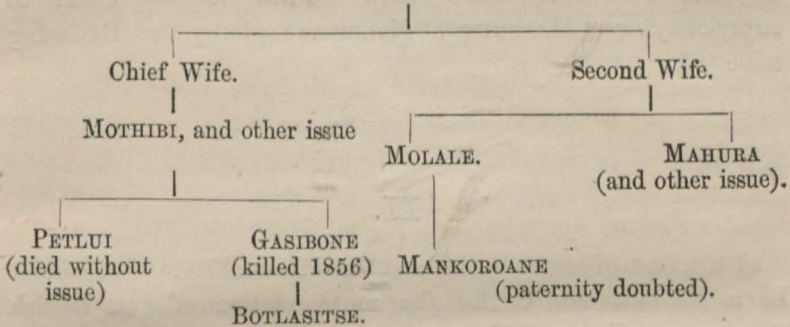 Chief Wife. Second Wife.
MOTHIBI, and other issue
MOLALE. MAHURA
(and other issue).
PETLUI GASIBONE
(died without (killed 1856) MANKOROANE
issue) (paternity doubted).
BOTLASITSE.